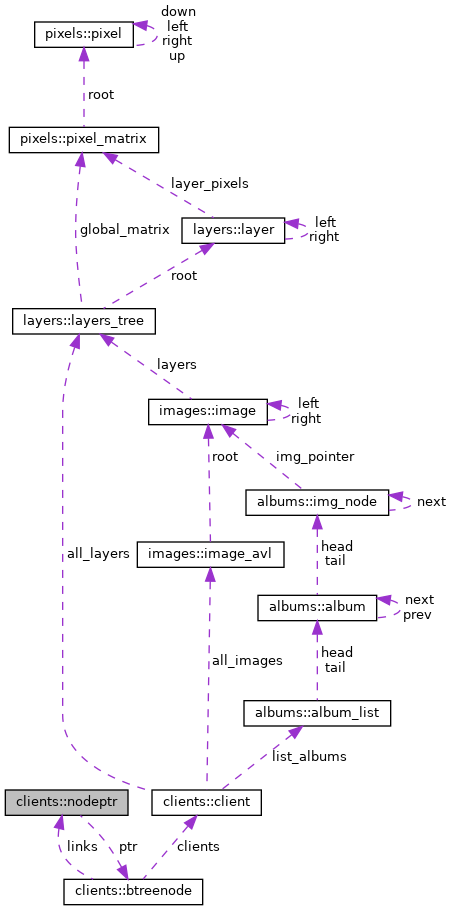 down
left
right
up
pixels::pixel
root
pixels::pixel_matrix
layer_pixels
left
right
layers::layer
global_matrix
root
layers::layers_tree
layers
left
right
images::image
root
img_pointer
albums::img_node
next
all_layers
images::image_avl
head
tail
albums::album
next
prev
head
tail
all_images
albums::album_list
list_albums
clients::nodeptr
clients::client
links
ptr
clients
clients::btreenode